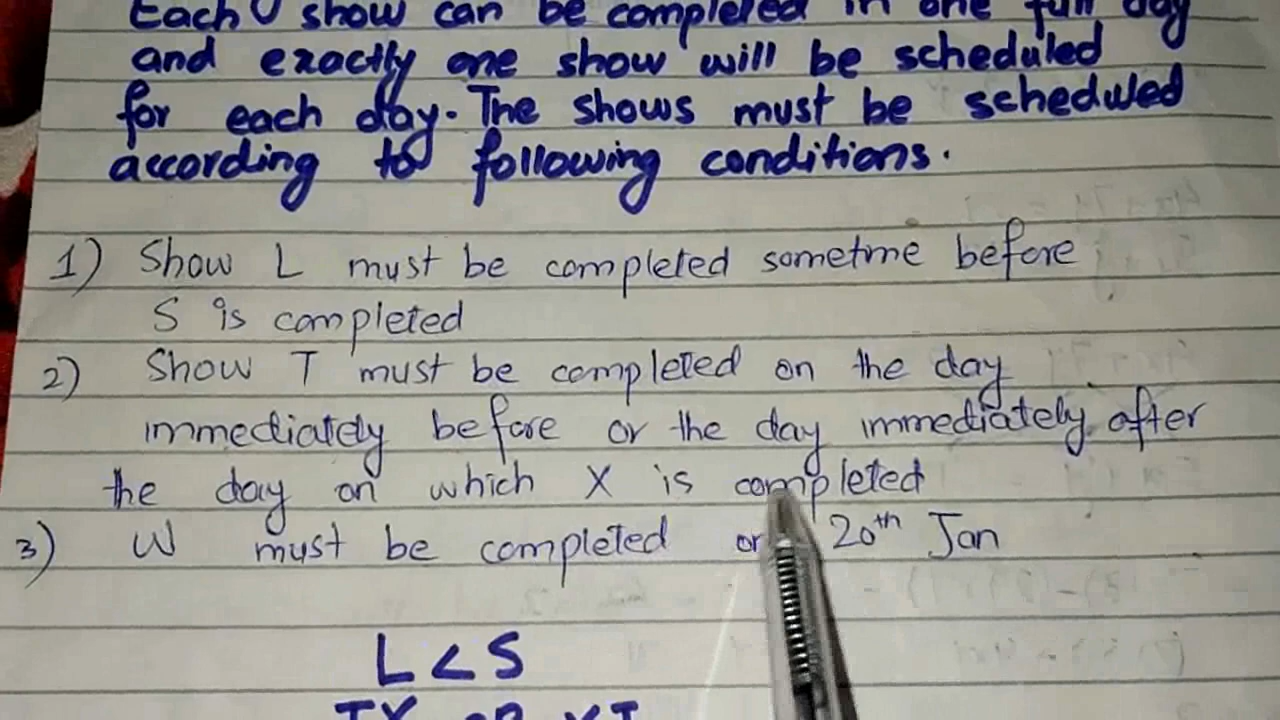 Each show can be completed in one full day
and exactly one show will be scheduled
for each day. The shows must be scheduled
according to following conditions.
1) Show L must be completed sometime before
S is completed
2) Show T must be completed on the day
immediately before or the day immediately after
the day on which X is completed
3) W must be completed on 20th Jan
L < S
TX or XT